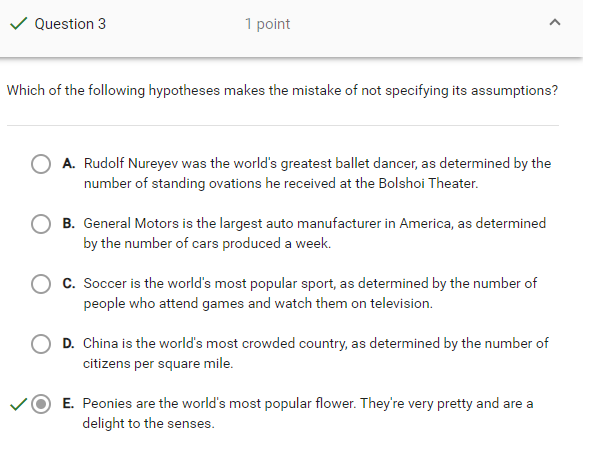 Question 3 1 point
Which of the following hypotheses makes the mistake of not specifying its assumptions?
A. Rudolf Nureyev was the world's greatest ballet dancer, as determined by the
number of standing ovations he received at the Bolshoi Theater.
B. General Motors is the largest auto manufacturer in America, as determined
by the number of cars produced a week.
C. Soccer is the world's most popular sport, as determined by the number of
people who attend games and watch them on television.
D. China is the world's most crowded country, as determined by the number of
citizens per square mile.
E. Peonies are the world's most popular flower. They're very pretty and are a
delight to the senses.